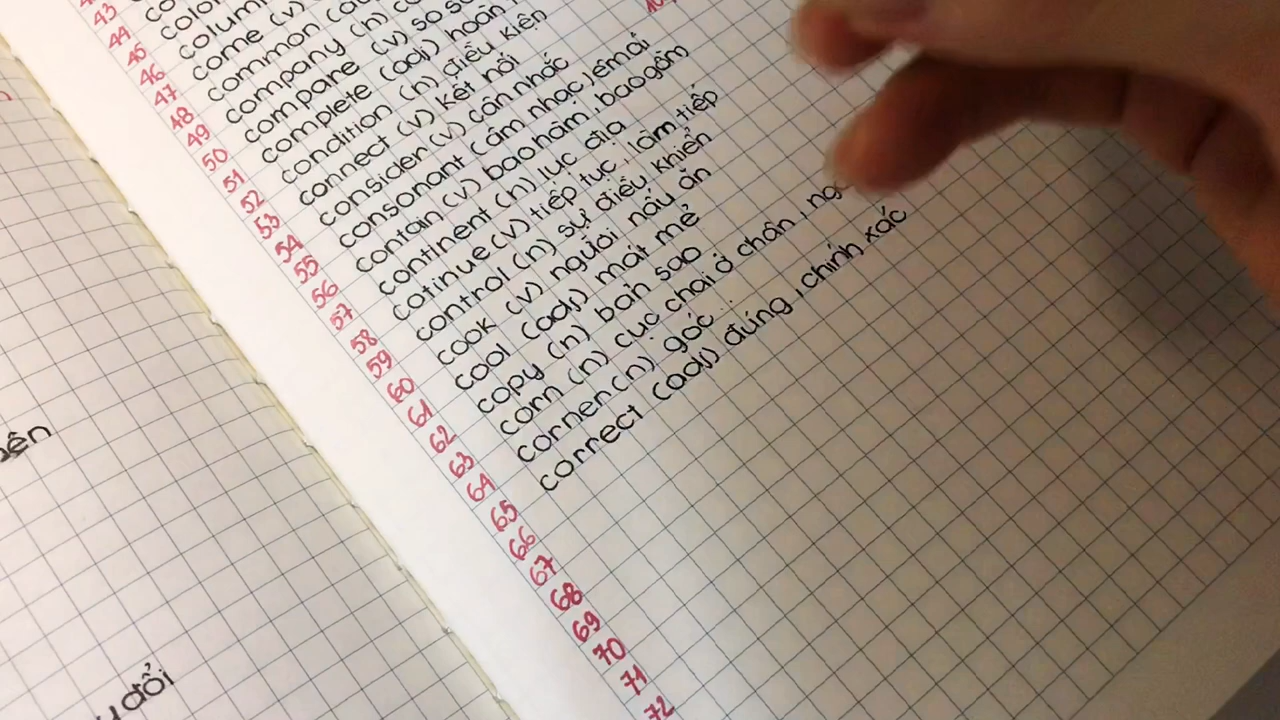 43
44 co
45 color
46 colum
47 come (v)
48 common (
49 company (n) c
50 compare (v) so s
51 complete (adj) hoàn
52 condition (n) điều kiện
53 connect (v) kết nối
54 consider (v) cân nhắc
55 consonant (âm nhạc) êm ái
56 contain (v) bao hàm, bao gồm
57 continent (n) lục địa
58 cotinue (v) tiếp tục, làm tiếp
59 control (n) sự điều khiển
60 cook (v) người nấu ăn
61 cool (adj) mát mẻ
62 copy (n) bản sao
63 corn (n) cục chai ở chân, ng
64 corner (n) góc...
65 correct (adj) đúng, chính xác
66
67
68
69
70
71
72
đổi